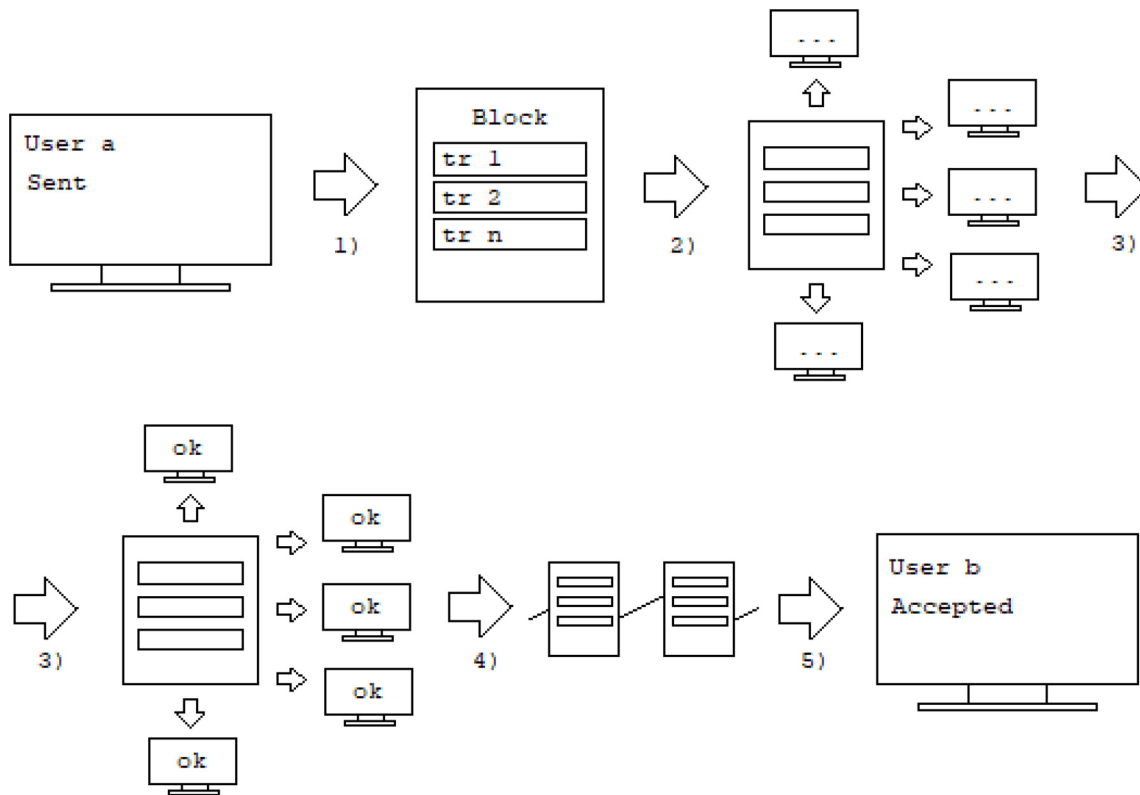 User a
Sent
1)
Block
tr 1
tr 2
tr n
2)
...
...
...
...
...
3)
3)
ok
ok
ok
ok
ok
4)
5)
User b
Accepted